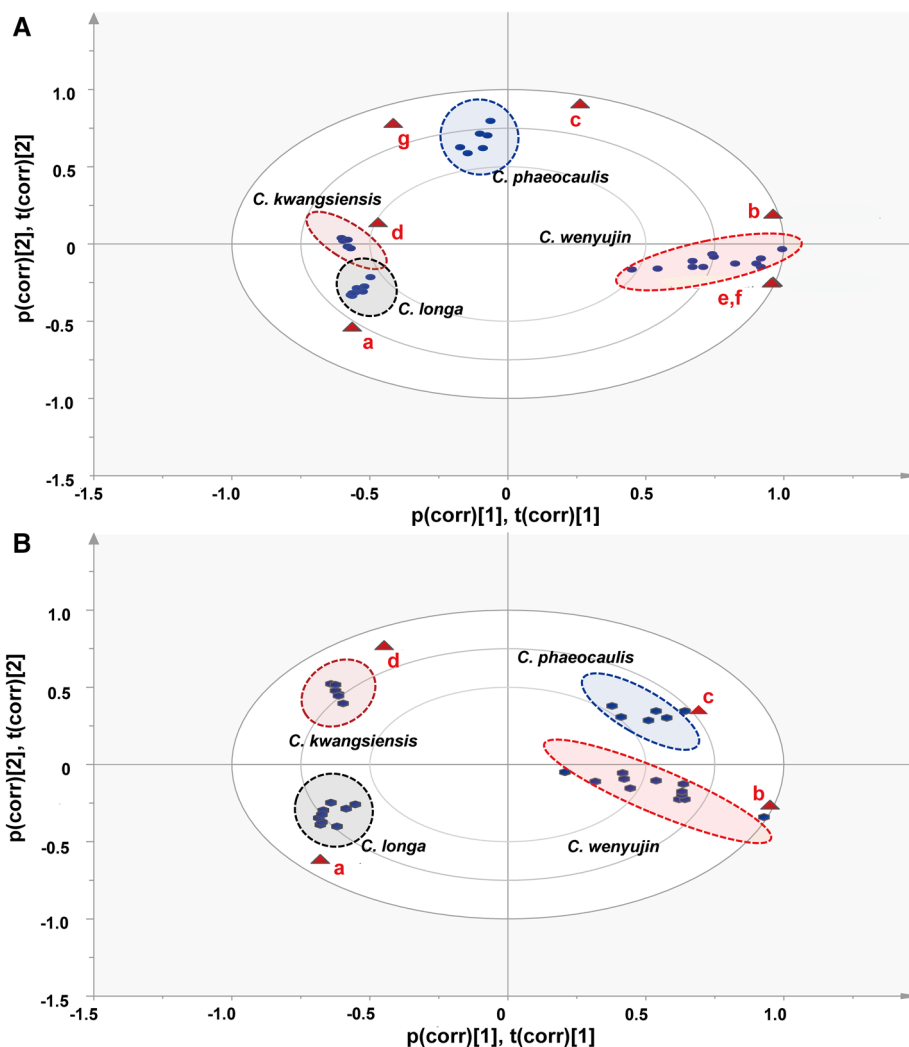 A
1.0
c
g
0.5
C. phaeocaulis
C. kwangsiensis
b
d
C. wenyujin
0
e,f
C. longa
-0.5
a
-1.0
-1.5
p(corr)[2], t(corr)[2]
-1.5
-1.0
-0.5
0
0.5
1.0
p(corr)[1], t(corr)[1]
B
1.0
d
C. phaeocaulis
0.5
c
C. kwangsiensis
0
b
C. longa
C. wenyujin
-0.5
a
-1.0
-1.5
p(corr)[2], t(corr)[2]
-1.5
-1.0
-0.5
0
0.5
1.0
p(corr)[1], t(corr)[1]